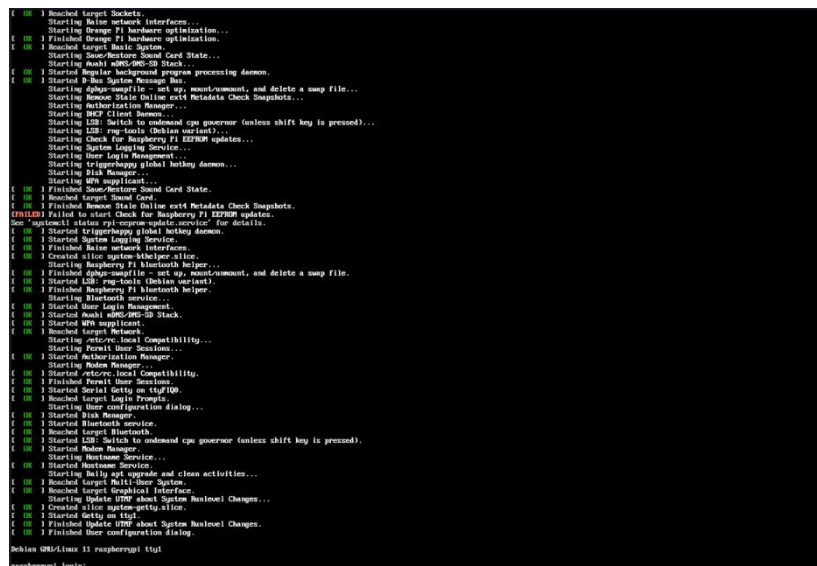 [ OK ] Reached target Sockets.
Starting Raise network interfaces...
Starting Orange Pi hardware optimization...
[ OK ] Finished Orange Pi hardware optimization.
[ OK ] Reached target Basic System.
Starting Save/Restore Sound Card State...
Starting Avahi mDNS/DNS-SD Stack...
[ OK ] Started Regular background program processing daemon.
[ OK ] Started D-Bus System Message Bus.
Starting dphys-swapfile - set up, mount/unmount, and delete a swap file...
Starting Remove Stale Online ext4 Metadata Check Snapshots...
Starting Authorization Manager...
Starting DHCP Client Daemon...
Starting LSB: Switch to ondemand cpu governor (unless shift key is pressed)...
Starting LSB: rng-tools (Debian variant)...
Starting Check for Raspberry Pi EEPROM updates...
Starting System Logging Service...
Starting User Login Management...
Starting triggerhappy global hotkey daemon...
Starting Disk Manager...
Starting WPA supplicant...
[ OK ] Finished Save/Restore Sound Card State.
[ OK ] Reached target Sound Card.
[ OK ] Finished Remove Stale Online ext4 Metadata Check Snapshots.
[FAILED] Failed to start Check for Raspberry Pi EEPROM updates.
See 'systemctl status rpi-eeprom-update.service' for details.
[ OK ] Started triggerhappy global hotkey daemon.
[ OK ] Started System Logging Service.
[ OK ] Finished Raise network interfaces.
[ OK ] Created slice system-bthelper.slice.
Starting Raspberry Pi bluetooth helper...
[ OK ] Finished dphys-swapfile - set up, mount/unmount, and delete a swap file.
[ OK ] Started LSB: rng-tools (Debian variant).
[ OK ] Finished Raspberry Pi bluetooth helper.
Starting Bluetooth service...
[ OK ] Started User Login Management.
[ OK ] Started Avahi mDNS/DNS-SD Stack.
[ OK ] Started WPA supplicant.
[ OK ] Reached target Network.
Starting /etc/rc.local Compatibility...
Starting Permit User Sessions...
[ OK ] Started Authorization Manager.
Starting Modem Manager...
[ OK ] Started /etc/rc.local Compatibility.
[ OK ] Finished Permit User Sessions.
[ OK ] Started Serial Getty on ttyFIQ0.
[ OK ] Reached target Login Prompts.
Starting User configuration dialog...
[ OK ] Started Disk Manager.
[ OK ] Started Bluetooth service.
[ OK ] Reached target Bluetooth.
[ OK ] Started LSB: Switch to ondemand cpu governor (unless shift key is pressed).
[ OK ] Started Modem Manager.
Starting Hostname Service...
[ OK ] Started Hostname Service.
Starting Daily apt upgrade and clean activities...
[ OK ] Reached target Multi-User System.
[ OK ] Reached target Graphical Interface.
Starting Update UTMP about System Runlevel Changes...
[ OK ] Created slice system-getty.slice.
[ OK ] Started Getty on tty1.
[ OK ] Finished Update UTMP about System Runlevel Changes.
[ OK ] Finished User configuration dialog.
Debian GNU/Linux 11 raspberrypi tty1
raspberrypi login: